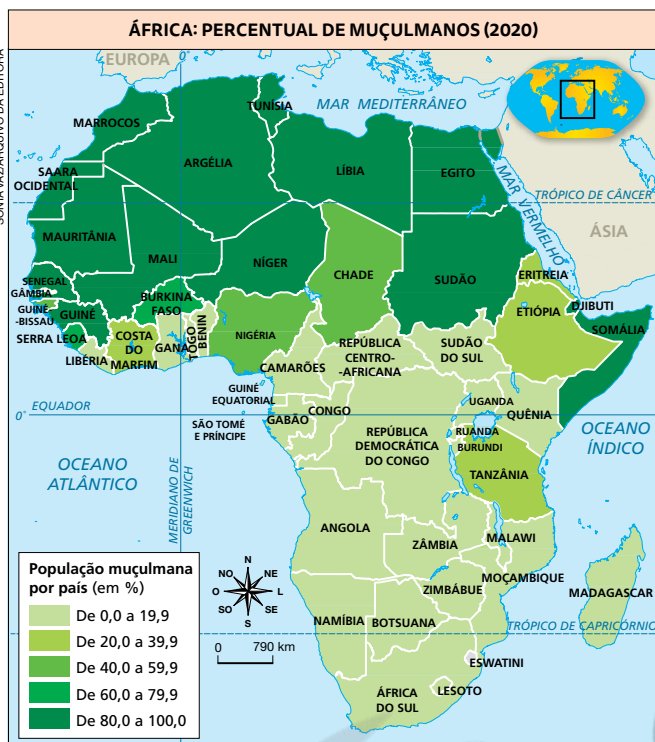 ÁFRICA: PERCENTUAL DE MUÇULMANOS (2020)
EUROPA
0°
MAR MEDITERRÂNEO
TUNÍSIA
MARROCOS
ARGÉLIA
LÍBIA
EGITO
SAARA
OCIDENTAL
MAR VERMELHO
TRÓPICO DE CÂNCER
ÁSIA
MAURITÂNIA
MALI
NÍGER
CHADE
SUDÃO
ERITREIA
SENEGAL
GÂMBIA
GUINÉ
-BISSAU
GUINÉ
BURKINA
FASO
DJIBUTI
ETIÓPIA
SOMÁLIA
SERRA LEOA
LIBÉRIA
COSTA
DO
MARFIM
GANA
TOGO
BENIN
NIGÉRIA
CAMARÕES
REPÚBLICA
CENTRO-
-AFRICANA
SUDÃO
DO SUL
GUINÉ
EQUATORIAL
EQUADOR
0°
SÃO TOMÉ
E PRÍNCIPE
GABÃO
CONGO
REPÚBLICA
DEMOCRÁTICA
DO CONGO
UGANDA
QUÊNIA
RUANDA
BURUNDI
TANZÂNIA
OCEANO
ÍNDICO
OCEANO
ATLÂNTICO
MERIDIANO DE
GREENWICH
ANGOLA
ZÂMBIA
MALAWI
MOÇAMBIQUE
ZIMBÁBUE
MADAGASCAR
NAMÍBIA
BOTSUANA
TRÓPICO DE CAPRICÓRNIO
ESWATINI
LESOTO
ÁFRICA
DO SUL
População muçulmana
por país (em %)
De 0,0 a 19,9
De 20,0 a 39,9
De 40,0 a 59,9
De 60,0 a 79,9
De 80,0 a 100,0
N
NO NE
O L
SO SE
S
0 790 km